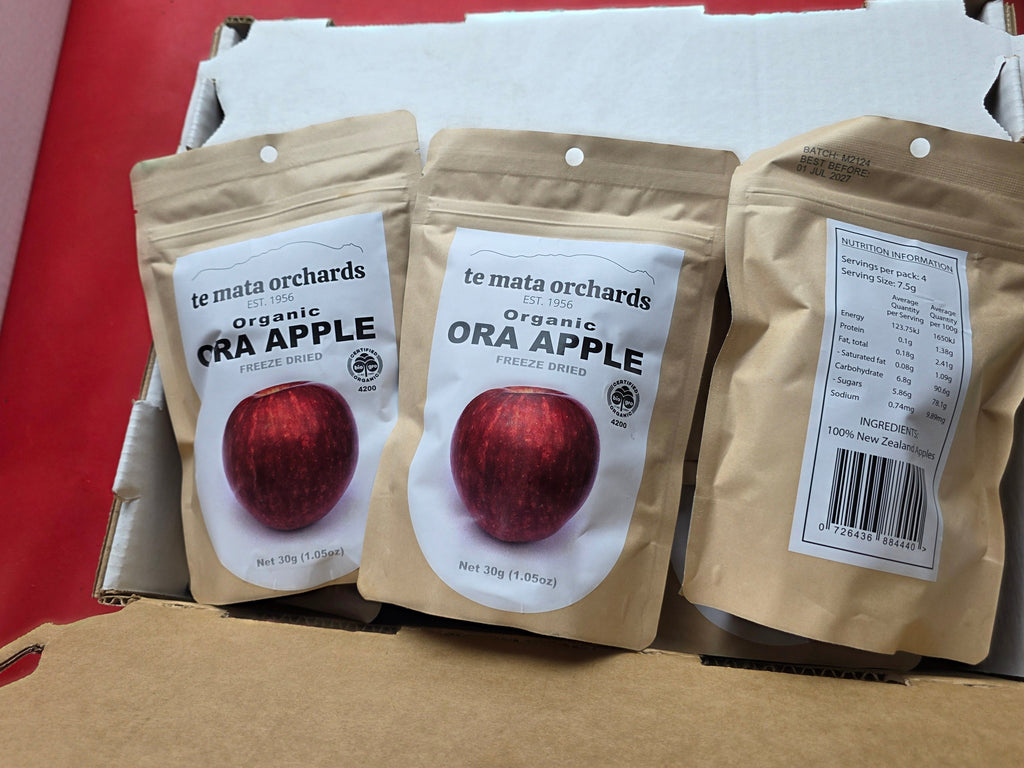 te mata orchards
EST. 1956
Organic
ORA APPLE
FREEZE DRIED
CERTIFIED
bio gro
ORGANIC
4200
Net 30g (1.05oz)
te mata orchards
EST. 1956
Organic
ORA APPLE
FREEZE DRIED
CERTIFIED
bio gro
ORGANIC
4200
Net 30g (1.05oz)
BATCH: M2124
BEST BEFORE:
01 JUL 2027
NUTRITION INFORMATION
Servings per pack: 4
Serving Size: 7.5g
Average Quantity per Serving Average Quantity per 100g
Energy 123.75kJ 1650kJ
Protein 0.1g 1.38g
Fat, total 0.18g 2.41g
- Saturated fat 0.08g 1.09g
Carbohydrate 6.8g 90.6g
- Sugars 5.86g 78.1g
Sodium 0.74mg 9.89mg
INGREDIENTS:
100% New Zealand Apples
0 726436 884440 >